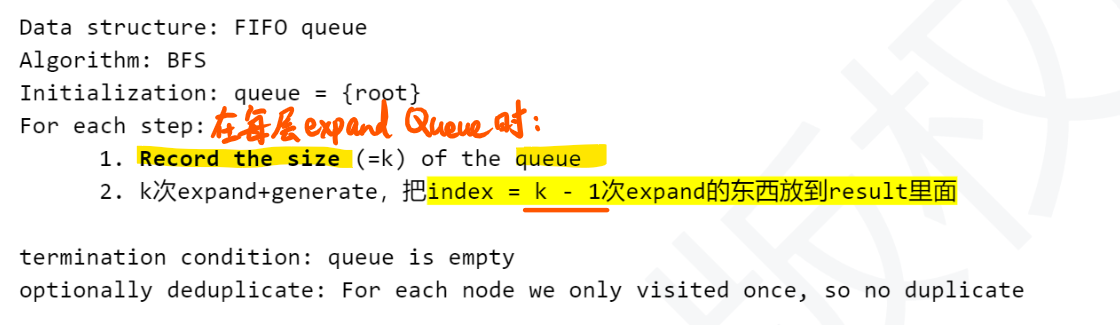 Data structure: FIFO queue
Algorithm: BFS
Initialization: queue = {root}
For each step: 在每层expand Queue时:
1. Record the size (=k) of the queue
2. k次expand+generate, 把index = k - 1次expand的东西放到result里面
termination condition: queue is empty
optionally deduplicate: For each node we only visited once, so no duplicate
版权